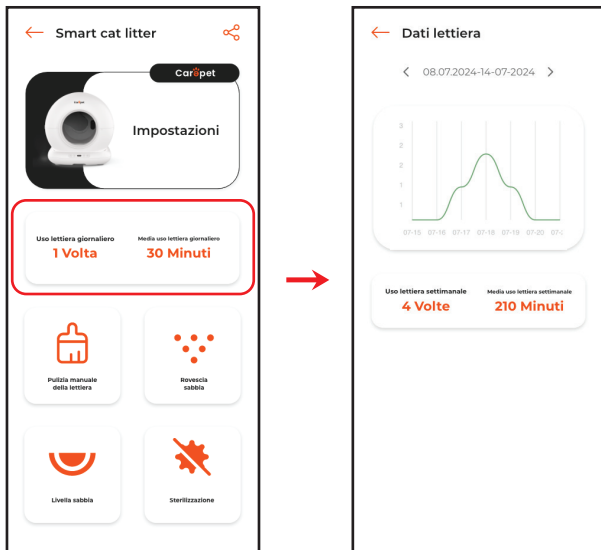 Smart cat litter
Carepet
Impostazioni
Uso lettiera giornaliero
1 Volta
Media uso lettiera giornaliero
30 Minuti
Pulizia manuale
della lettiera
Rovescia
sabbia
Livella sabbia
Sterilizzazione
Dati lettiera
08.07.2024-14-07-2024
3
2
2
1
1
07-15 07-16 07-17 07-18 07-19 07-20 07-
Uso lettiera settimanale
4 Volte
Media uso lettiera settimanale
210 Minuti